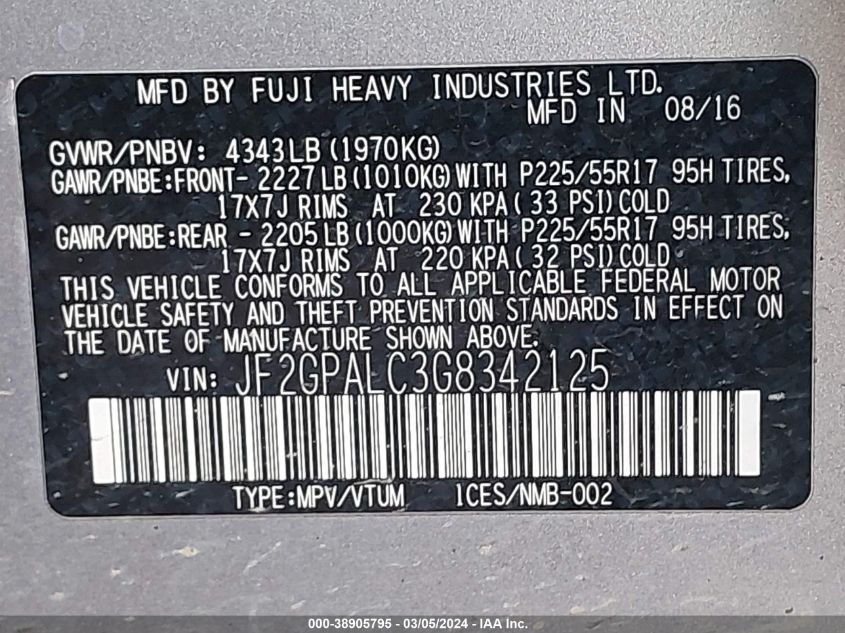 MFD BY FUJI HEAVY INDUSTRIES LTD.
MFD IN 08/16
GVWR/PNBV: 4343LB (1970KG)
GAWR/PNBE:FRONT- 2227LB (1010KG) WITH P225/55R17 95H TIRES,
17X7J RIMS AT 230 KPA( 33 PSI) COLD
GAWR/PNBE:REAR - 2205LB (1000KG) WITH P225/55R17 95H TIRES,
17X7J RIMS AT 220 KPA( 32 PSI) COLD
THIS VEHICLE CONFORMS TO ALL APPLICABLE FEDERAL MOTOR
VEHICLE SAFETY AND THEFT PREVENTION STANDARDS IN EFFECT ON
THE DATE OF MANUFACTURE SHOWN ABOVE.
VIN: JF2GPALC3G8342125
TYPE:MPV/VTUM ICES/NMB-002
000-38905795 - 03/05/2024 - IAA Inc.